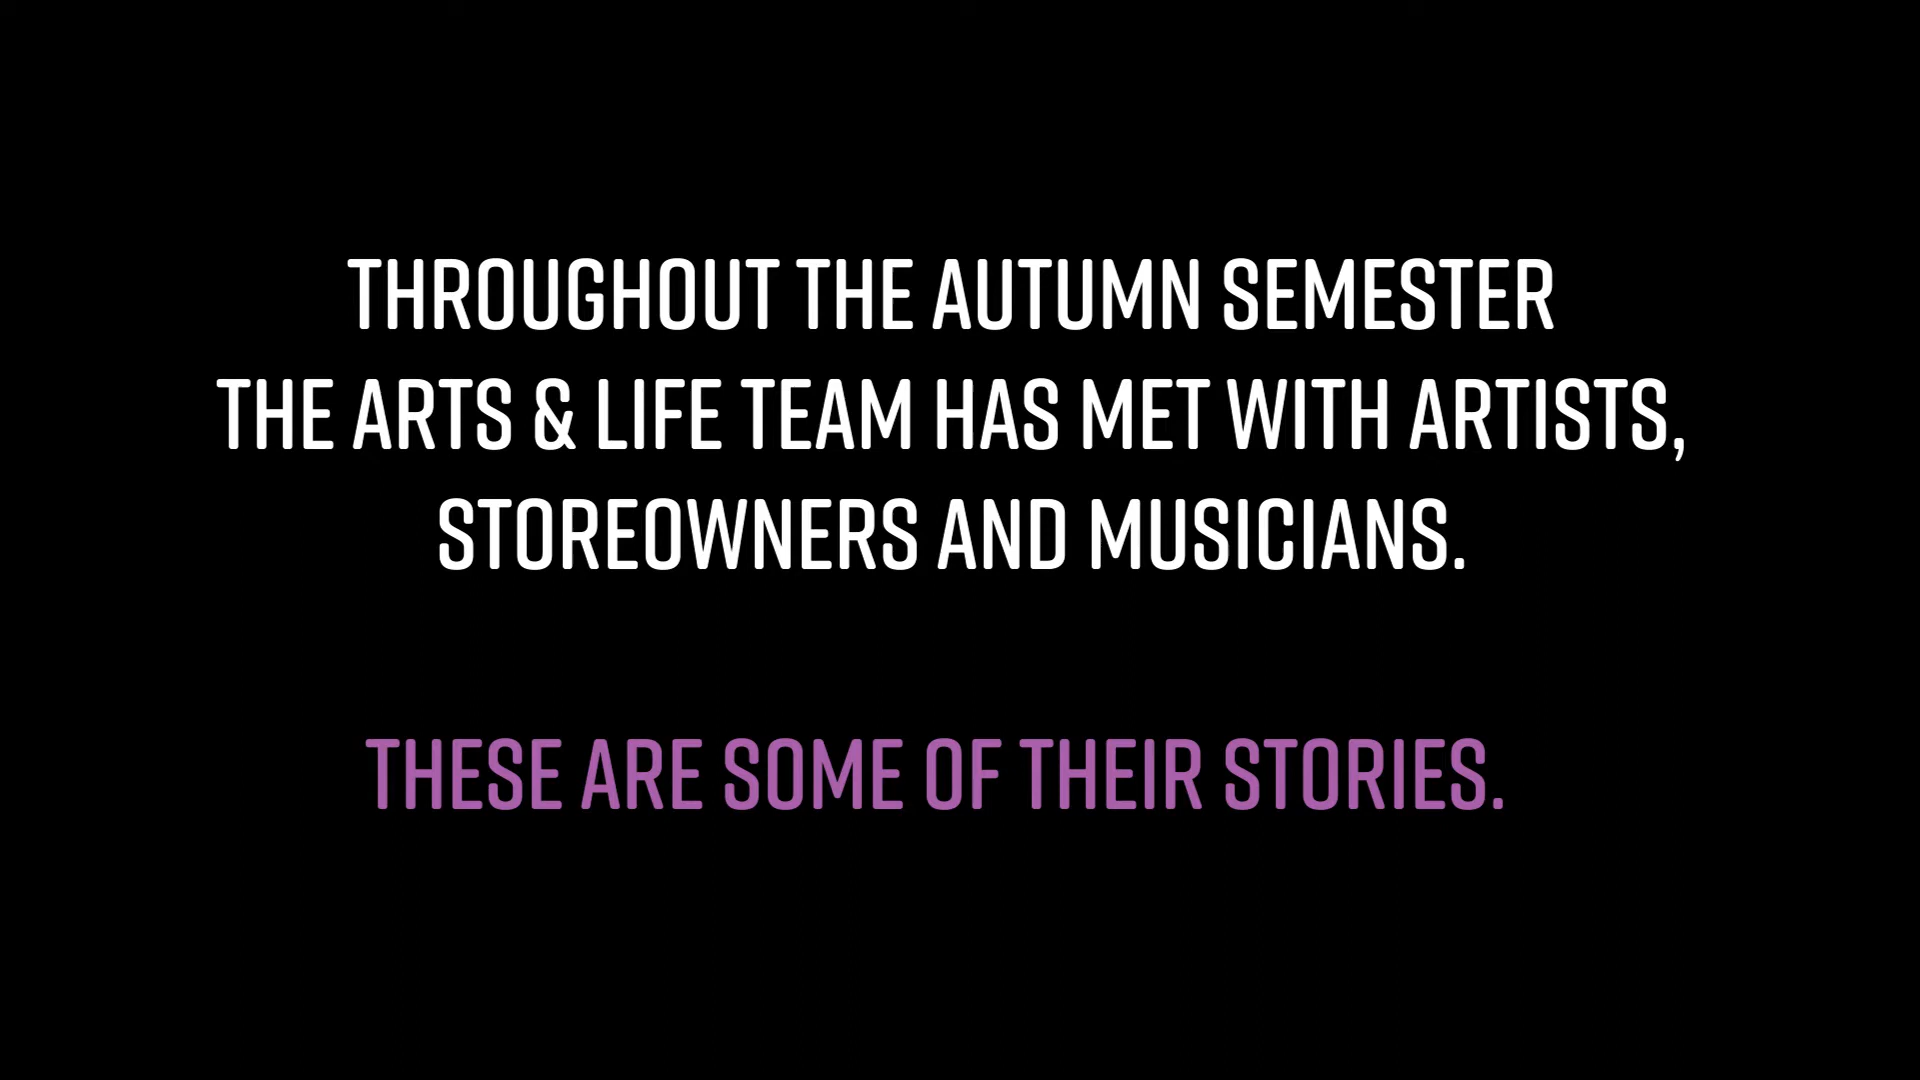 THROUGHOUT THE AUTUMN SEMESTER
THE ARTS & LIFE TEAM HAS MET WITH ARTISTS,
STOREOWNERS AND MUSICIANS.
THESE ARE SOME OF THEIR STORIES.